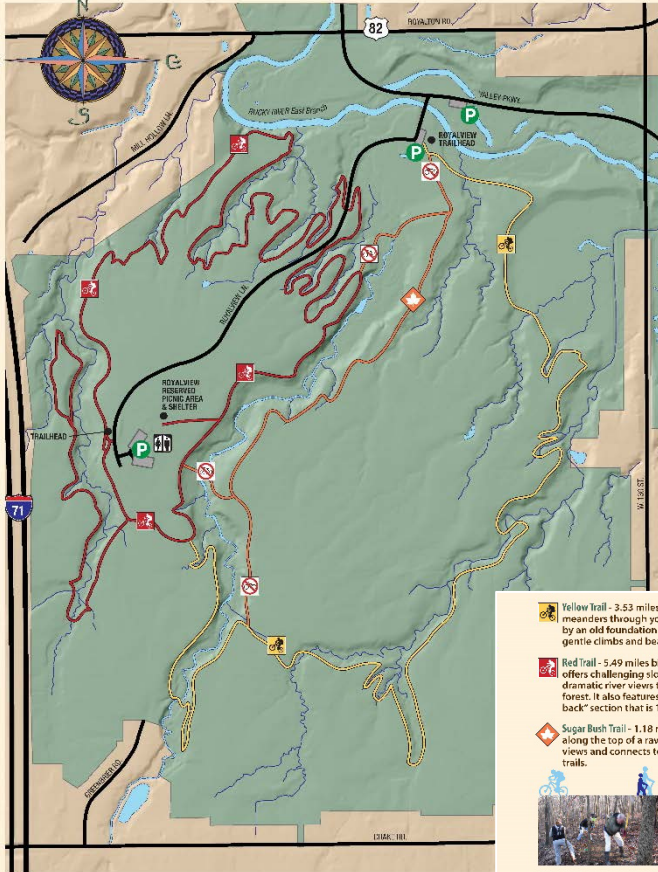 N
82
ROYALTON RD.
G
S
MILL HOLLOW LN.
ROCKY RIVER East Branch
VALLEY PKWY.
P
ROYALVIEW
TRAILHEAD
P
ROYALVIEW LN.
ROYALVIEW
RESERVED
PICNIC AREA
& SHELTER
TRAILHEAD
P
71
W. 130 ST.
GREENBRIER RD.
DRAKE RD.
Yellow Trail - 3.53 miles
meanders through yo
by an old foundation
gentle climbs and bea
Red Trail - 5.49 miles b
offers challenging slo
dramatic river views t
forest. It also features
back" section that is 1
Sugar Bush Trail - 1.18 m
along the top of a rav
views and connects to
trails.